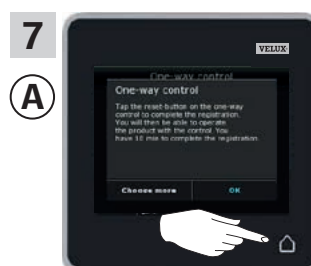 7
A
VELUX
One-way control
One-way control
Tap the reset-button on the one-way
control to complete the registration.
You will then be able to operate
the product with the control. You
have 10 min to complete the registration.
Choose more
OK